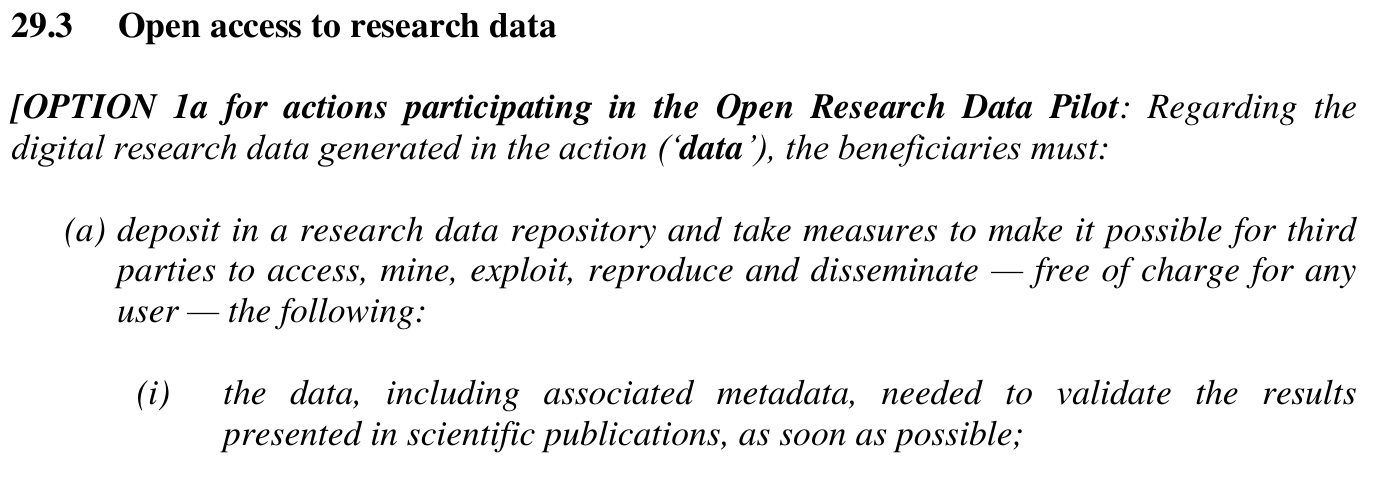 29.3 Open access to research data
[OPTION 1a for actions participating in the Open Research Data Pilot: Regarding the
digital research data generated in the action (‘data’), the beneficiaries must:
(a) deposit in a research data repository and take measures to make it possible for third
parties to access, mine, exploit, reproduce and disseminate — free of charge for any
user — the following:
(i) the data, including associated metadata, needed to validate the results
presented in scientific publications, as soon as possible;